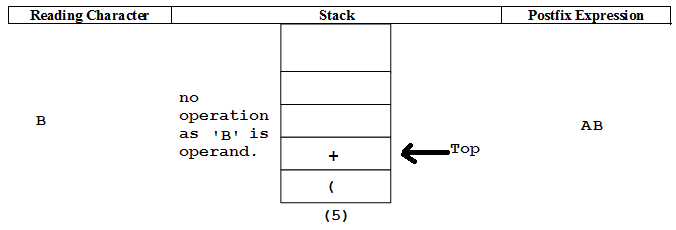 Reading Character Stack Postfix Expression
no
operation
as 'B' is
operand.
B
AB
+
Top
(
(5)